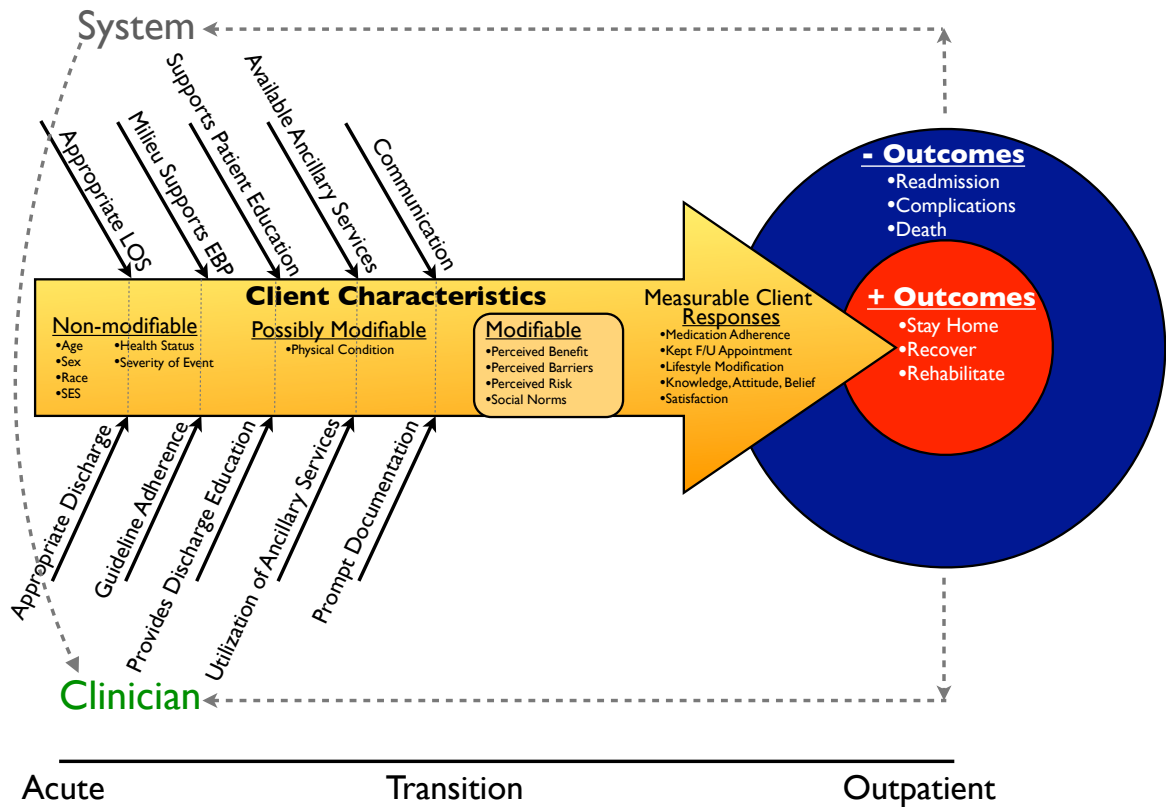 System
Appropriate LOS
Milieu Supports EBP
Supports Patient Education
Available Ancillary Services
Communication
- Outcomes
•Readmission
•Complications
•Death
Client Characteristics
Non-modifiable
•Age
•Sex
•Race
•SES
•Health Status
•Severity of Event
Possibly Modifiable
•Physical Condition
Modifiable
•Perceived Benefit
•Perceived Barriers
•Perceived Risk
•Social Norms
Measurable Client
Responses
•Medication Adherence
•Kept F/U Appointment
•Lifestyle Modification
•Knowledge, Attitude, Belief
•Satisfaction
+ Outcomes
•Stay Home
•Recover
•Rehabilitate
Appropriate Discharge
Guideline Adherence
Provides Discharge Education
Utilization of Ancillary Services
Prompt Documentation
Clinician
Acute
Transition
Outpatient